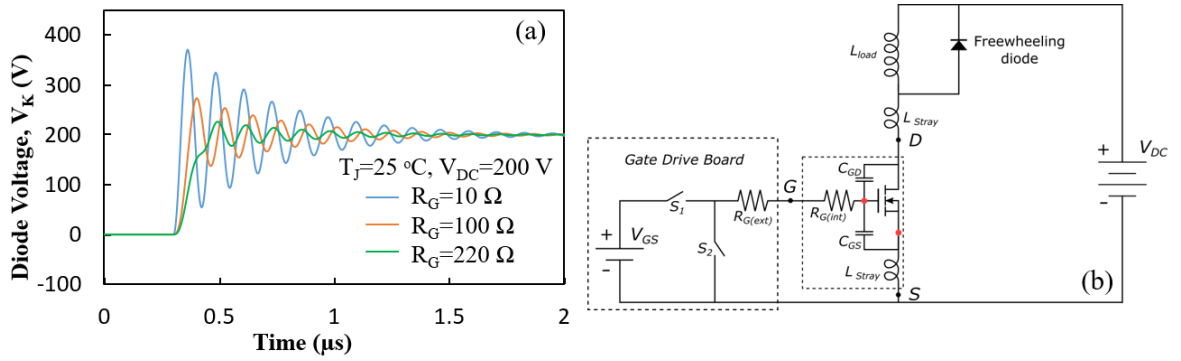 (a)
Diode Voltage, V_K (V)
400
300
200
100
0
-100
T_J=25 °C, V_DC=200 V
R_G=10 Ω
R_G=100 Ω
R_G=220 Ω
0
0.5
1
1.5
2
Time (µs)
L_load
Freewheeling
diode
L_Stray
D
Gate Drive Board
C_GD
G
S_1
R_G(ext)
R_G(int)
+
V_GS
-
S_2
C_GS
L_Stray
S
+
V_DC
-
(b)